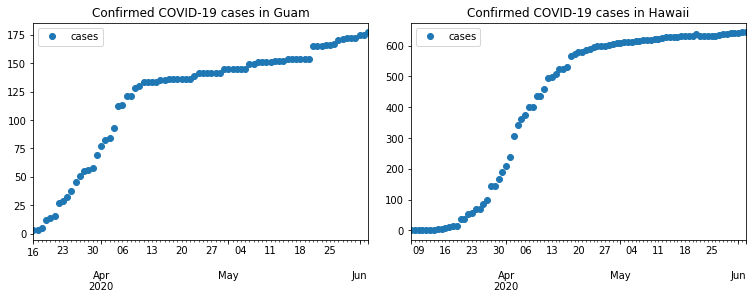 Confirmed COVID-19 cases in Guam
cases
175
150
125
100
75
50
25
0
16 23 30 06 13 20 27 04 11 18 25
Apr May Jun
2020
Confirmed COVID-19 cases in Hawaii
cases
600
500
400
300
200
100
0
09 16 23 30 06 13 20 27 04 11 18 25
Apr May Jun
2020